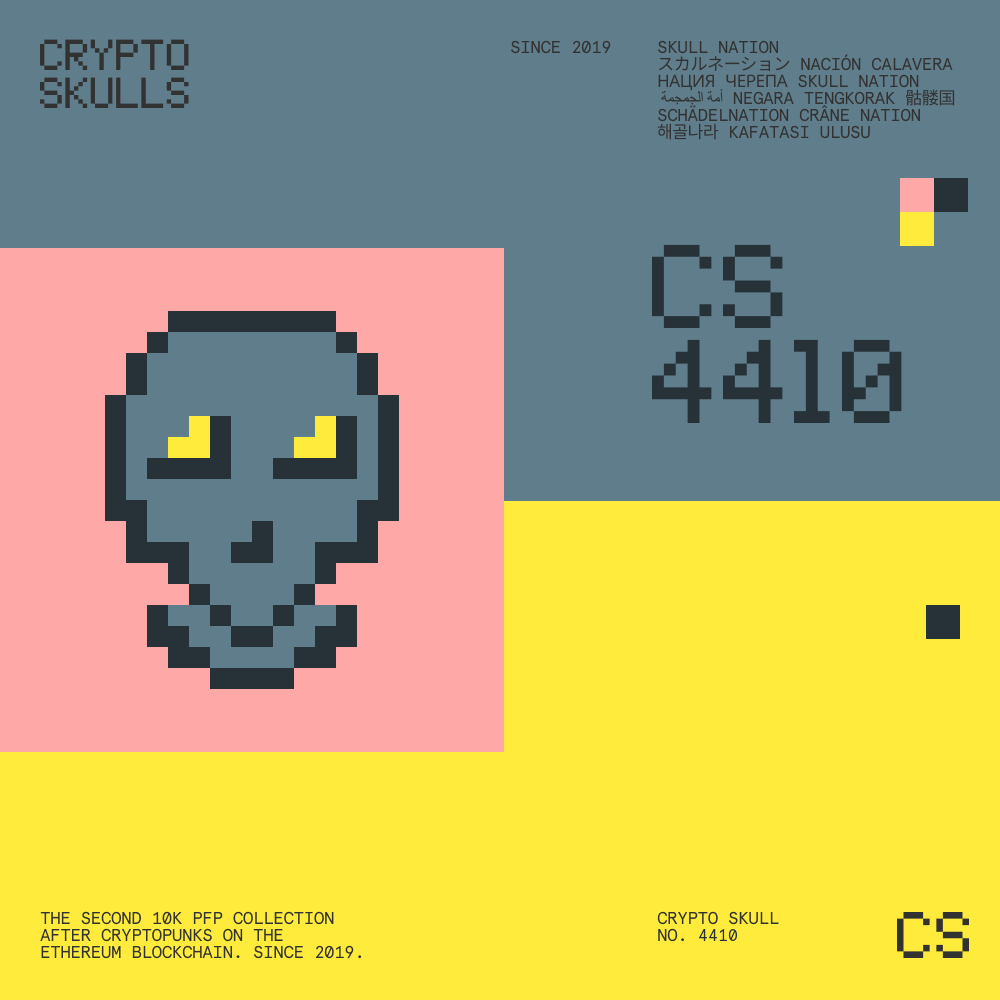 CRYPTO
SKULLS
SINCE 2019
SKULL NATION
スカルネーション NACIÓN CALAVERA
НАЦИЯ ЧЕРЕПА SKULL NATION
أمة الجمجمة NEGARA TENGKORAK 骷髅国
SCHÄDELNATION CRÂNE NATION
해골나라 KAFATASI ULUSU
CS
4410
THE SECOND 10K PFP COLLECTION
AFTER CRYPTOPUNKS ON THE
ETHEREUM BLOCKCHAIN. SINCE 2019.
CRYPTO SKULL
NO. 4410
CS